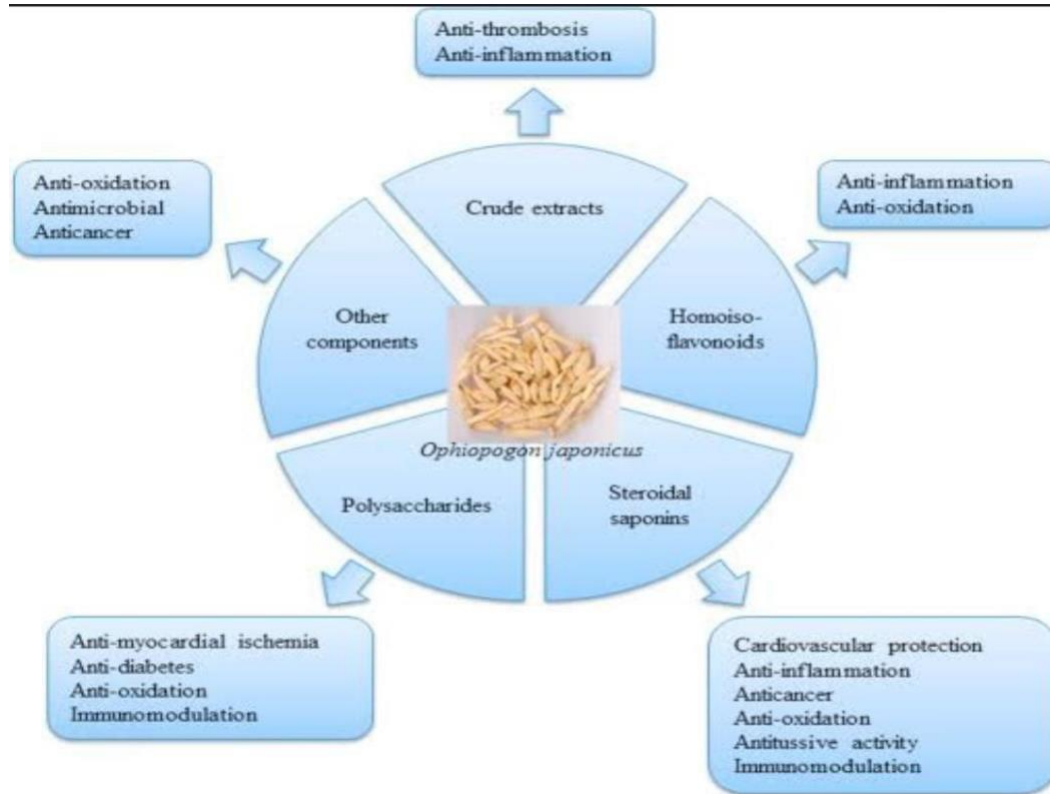 Anti-thrombosis
Anti-inflammation
Anti-oxidation
Antimicrobial
Anticancer
Crude extracts
Anti-inflammation
Anti-oxidation
Other
components
Homoiso-
flavonoids
Ophiopogon japonicus
Polysaccharides
Steroidal
saponins
Anti-myocardial ischemia
Anti-diabetes
Anti-oxidation
Immunomodulation
Cardiovascular protection
Anti-inflammation
Anticancer
Anti-oxidation
Antitussive activity
Immunomodulation